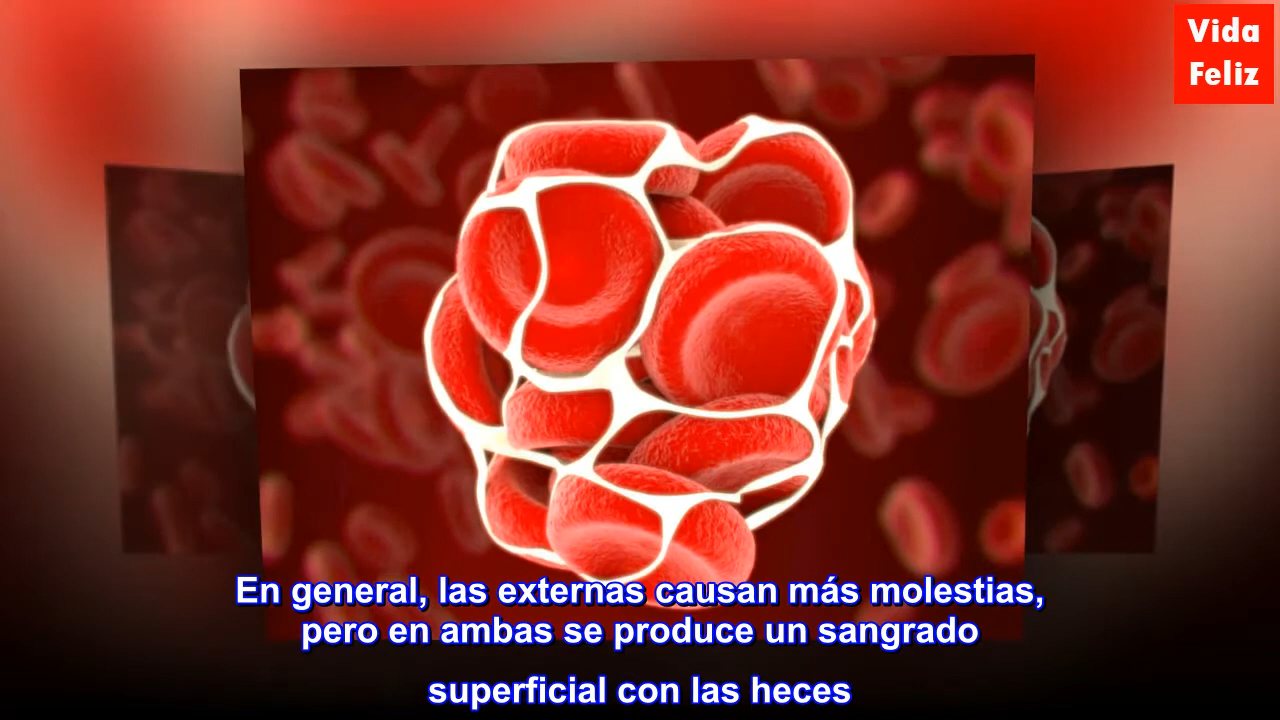 Vida
Feliz
En general, las externas causan más molestias,
pero en ambas se produce un sangrado
superficial con las heces